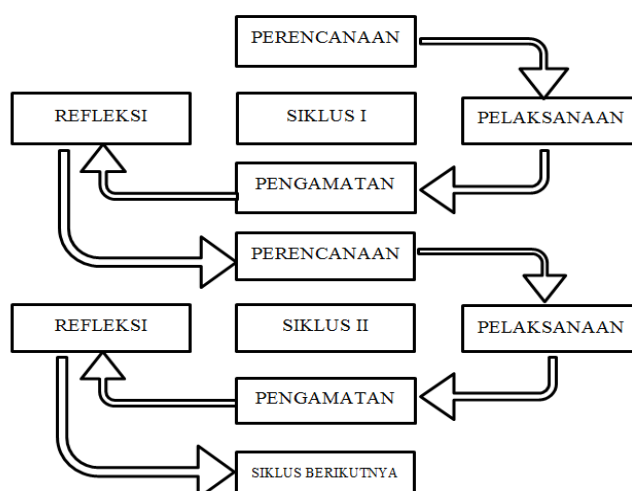 PERENCANAAN
REFLEKSI
SIKLUS I
PELAKSANAAN
PENGAMATAN
PERENCANAAN
REFLEKSI
SIKLUS II
PELAKSANAAN
PENGAMATAN
SIKLUS BERIKUTNYA